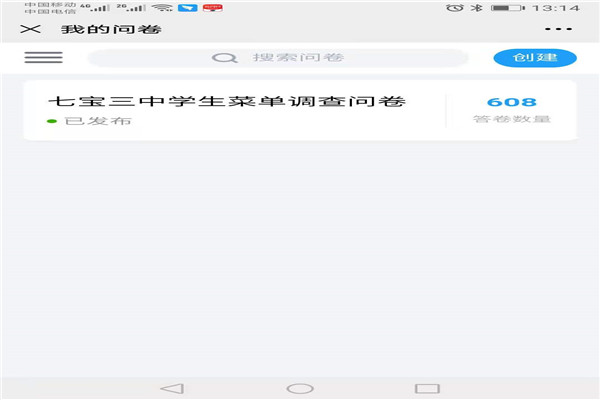 中国移动 4G 2G 13:14
中国电信
我的问卷
搜索问卷 创建
七宝三中学生菜单调查问卷 608
已发布 答卷数量